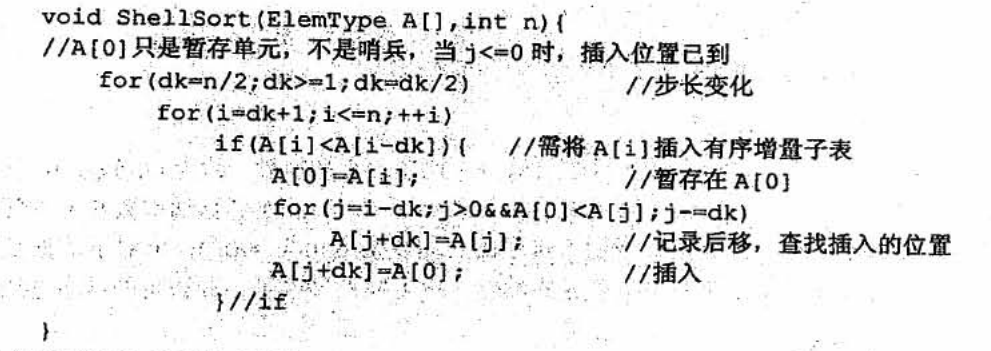 void ShellSort(ElemType A[],int n){
//A[0]只是暂存单元，不是哨兵，当j<=0时，插入位置已到
for(dk=n/2;dk>=1;dk=dk/2) //步长变化
for(i=dk+1;i<=n;++i)
if(A[i]<A[i-dk]){ //需将A[i]插入有序增量子表
A[0]=A[i]; //暂存在A[0]
for(j=i-dk;j>0&&A[0]<A[j];j-=dk)
A[j+dk]=A[j]; //记录后移，查找插入的位置
A[j+dk]=A[0]; //插入
}//if
}